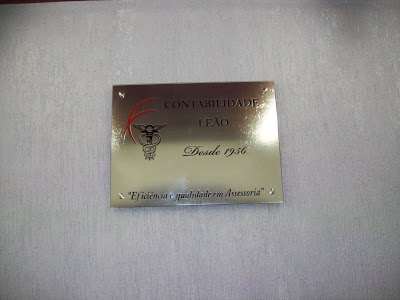 CONTABILIDADE
LEÃO
Desde 1956
"Eficiência e qualidade em Assessoria"